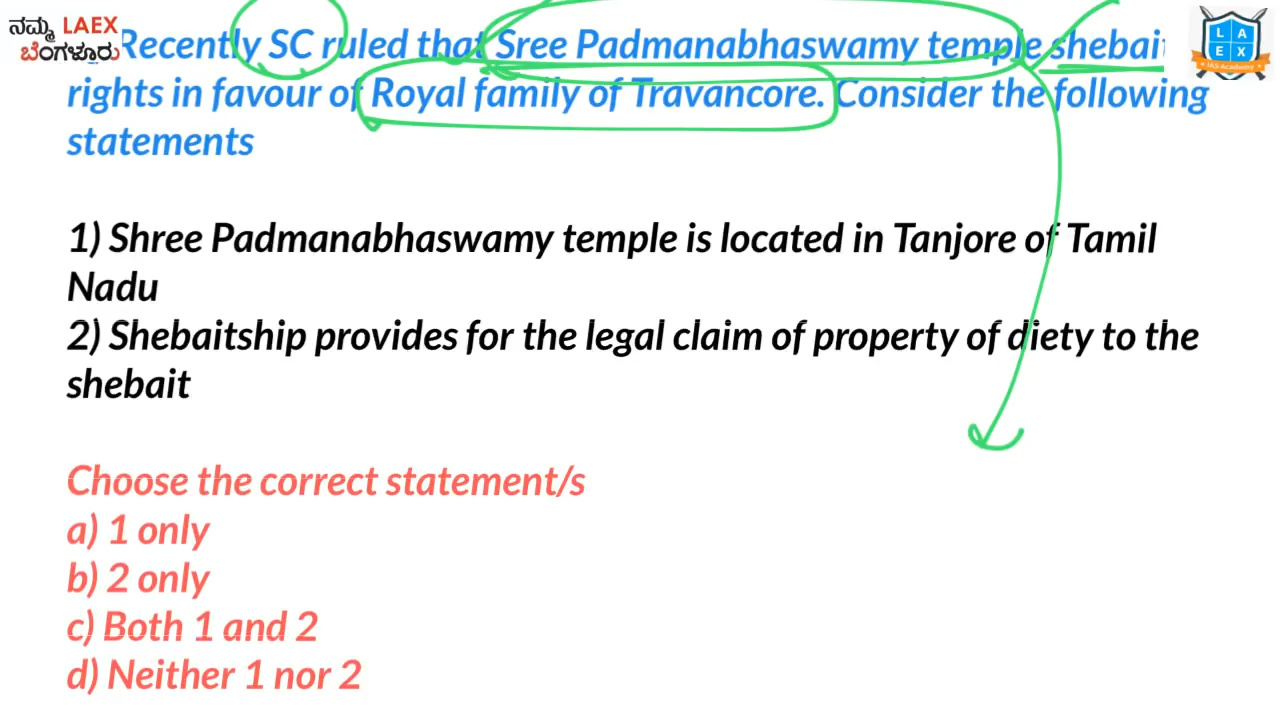 ನಮ್ಮ LAEX
ಬೆಂಗಳೂರು
Recently SC ruled that Sree Padmanabhaswamy temple shebait
rights in favour of Royal family of Travancore. Consider the following
statements
1) Shree Padmanabhaswamy temple is located in Tanjore of Tamil
Nadu
2) Shebaitship provides for the legal claim of property of diety to the
shebait
Choose the correct statement/s
a) 1 only
b) 2 only
c) Both 1 and 2
d) Neither 1 nor 2
L A
E X
IAS Academy